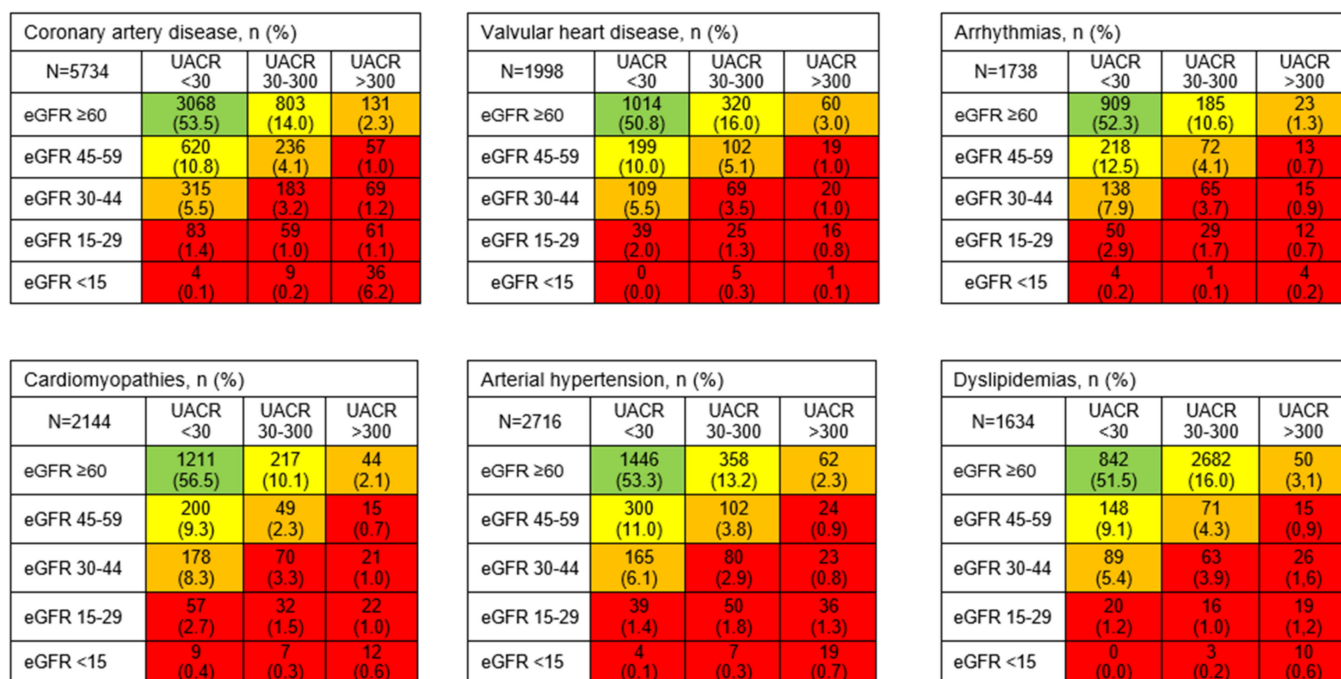 Coronary artery disease, n (%)
N=5734 UACR <30 UACR 30-300 UACR >300
eGFR ≥60 3068 (53.5) 803 (14.0) 131 (2.3)
eGFR 45-59 620 (10.8) 236 (4.1) 57 (1.0)
eGFR 30-44 315 (5.5) 183 (3.2) 69 (1.2)
eGFR 15-29 83 (1.4) 59 (1.0) 61 (1.1)
eGFR <15 4 (0.1) 9 (0.2) 36 (6.2)
Valvular heart disease, n (%)
N=1998 UACR <30 UACR 30-300 UACR >300
eGFR ≥60 1014 (50.8) 320 (16.0) 60 (3.0)
eGFR 45-59 199 (10.0) 102 (5.1) 19 (1.0)
eGFR 30-44 109 (5.5) 69 (3.5) 20 (1.0)
eGFR 15-29 39 (2.0) 25 (1.3) 16 (0.8)
eGFR <15 0 (0.0) 5 (0.3) 1 (0.1)
Arrhythmias, n (%)
N=1738 UACR <30 UACR 30-300 UACR >300
eGFR ≥60 909 (52.3) 185 (10.6) 23 (1.3)
eGFR 45-59 218 (12.5) 72 (4.1) 13 (0.7)
eGFR 30-44 138 (7.9) 65 (3.7) 15 (0.9)
eGFR 15-29 50 (2.9) 29 (1.7) 12 (0.7)
eGFR <15 4 (0.2) 1 (0.1) 4 (0.2)
Cardiomyopathies, n (%)
N=2144 UACR <30 UACR 30-300 UACR >300
eGFR ≥60 1211 (56.5) 217 (10.1) 44 (2.1)
eGFR 45-59 200 (9.3) 49 (2.3) 15 (0.7)
eGFR 30-44 178 (8.3) 70 (3.3) 21 (1.0)
eGFR 15-29 57 (2.7) 32 (1.5) 22 (1.0)
eGFR <15 9 (0.4) 7 (0.3) 12 (0.6)
Arterial hypertension, n (%)
N=2716 UACR <30 UACR 30-300 UACR >300
eGFR ≥60 1446 (53.3) 358 (13.2) 62 (2.3)
eGFR 45-59 300 (11.0) 102 (3.8) 24 (0.9)
eGFR 30-44 165 (6.1) 80 (2.9) 23 (0.8)
eGFR 15-29 39 (1.4) 50 (1.8) 36 (1.3)
eGFR <15 4 (0.1) 7 (0.3) 19 (0.7)
Dyslipidemias, n (%)
N=1634 UACR <30 UACR 30-300 UACR >300
eGFR ≥60 842 (51.5) 2682 (16.0) 50 (3,1)
eGFR 45-59 148 (9.1) 71 (4.3) 15 (0,9)
eGFR 30-44 89 (5.4) 63 (3.9) 26 (1,6)
eGFR 15-29 20 (1.2) 16 (1.0) 19 (1,2)
eGFR <15 0 (0.0) 3 (0.2) 10 (0.6)